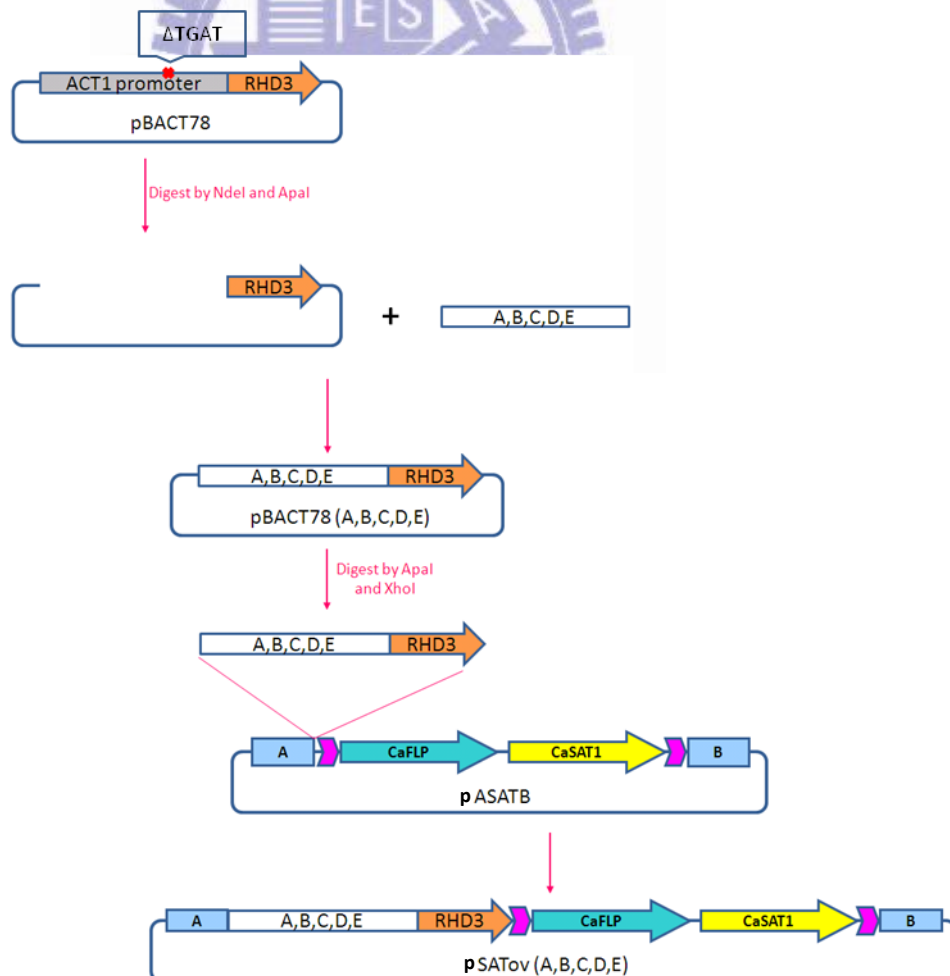 ESA
ΔTGAT
ACT1 promoter
RHD3
pBACT78
Digest by NdeI and ApaI
RHD3
+
A,B,C,D,E
A,B,C,D,E
RHD3
pBACT78 (A,B,C,D,E)
Digest by ApaI
and XhoI
A,B,C,D,E
RHD3
A
CaFLP
CaSAT1
B
p ASATB
A
A,B,C,D,E
RHD3
CaFLP
CaSAT1
B
p SATov (A,B,C,D,E)